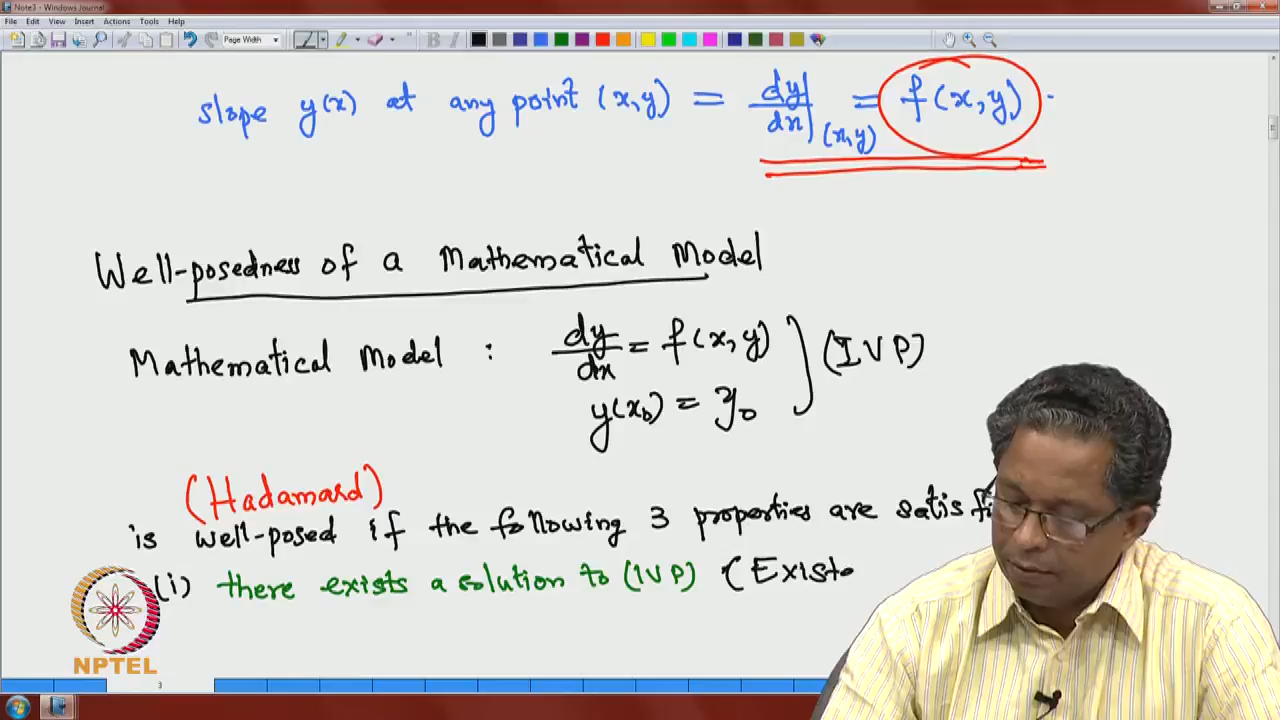 Note3 - Windows Journal
File Edit View Insert Actions Tools Help
Page Width
slope y(x) at any point (x,y) = dy/dx|(x,y) = f(x,y).
Well-posedness of a Mathematical Model
Mathematical Model : dy/dx = f(x,y)
y(x0) = y0 } (IVP)
(Hadamard)
is well-posed if the following 3 properties are satisfi
(i) there exists a solution to (IVP) (Existe
NPTEL
3